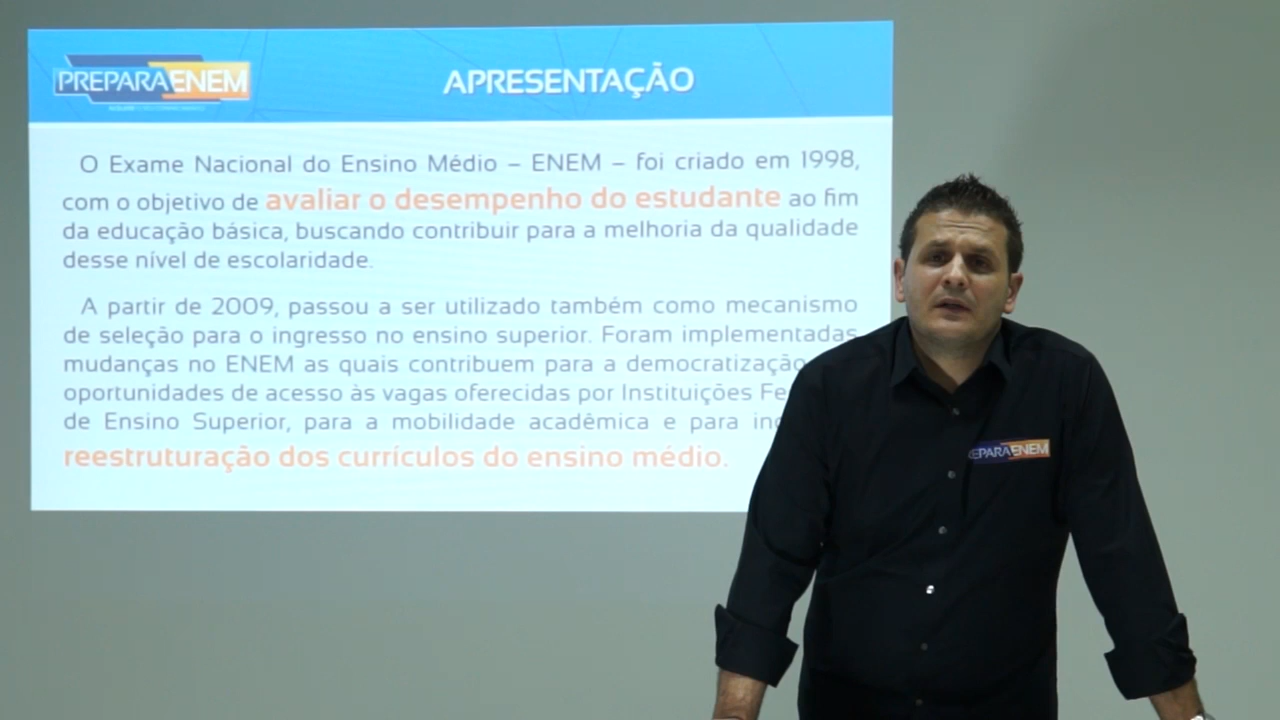 PREPARAENEM
APRESENTAÇÃO
O Exame Nacional do Ensino Médio – ENEM – foi criado em 1998,
com o objetivo de avaliar o desempenho do estudante ao fim
da educação básica, buscando contribuir para a melhoria da qualidade
desse nível de escolaridade.
A partir de 2009, passou a ser utilizado também como mecanismo
de seleção para o ingresso no ensino superior. Foram implementadas
mudanças no ENEM as quais contribuem para a democratização
oportunidades de acesso às vagas oferecidas por Instituições Fe
de Ensino Superior, para a mobilidade acadêmica e para in
reestruturação dos currículos do ensino médio.
EPARAENEM